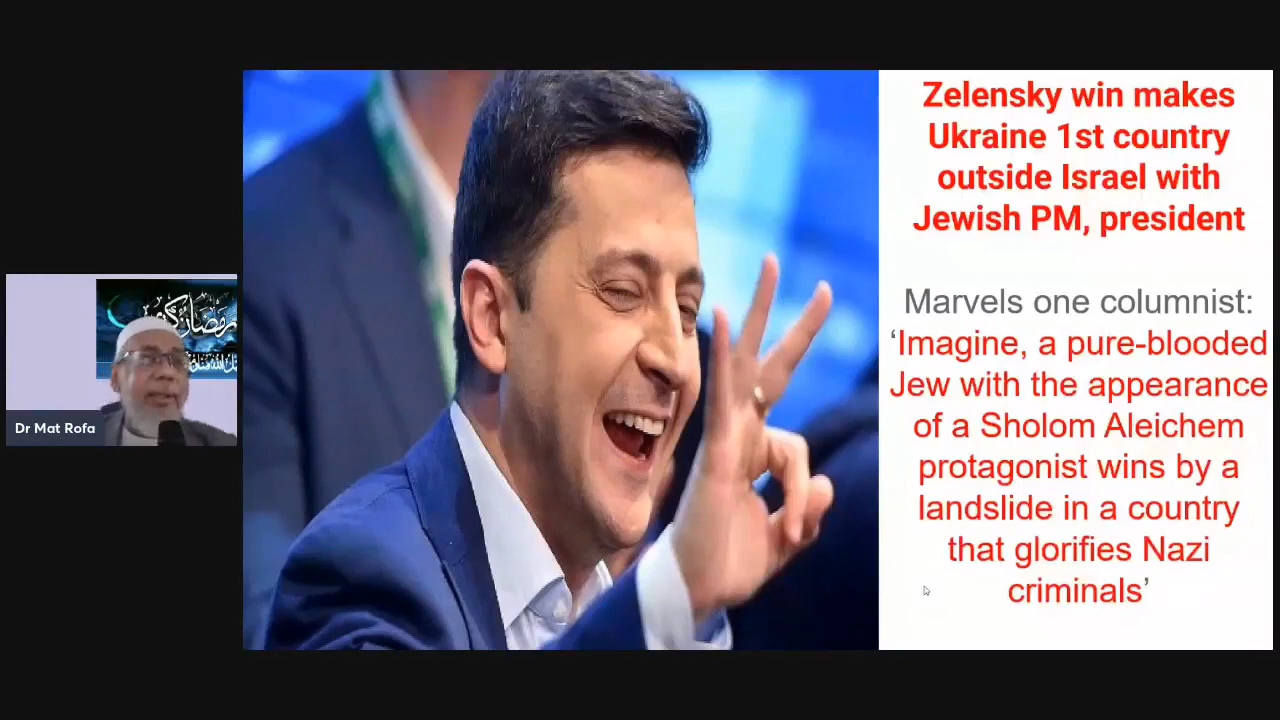 Zelensky win makes
Ukraine 1st country
outside Israel with
Jewish PM, president
Marvels one columnist:
‘Imagine, a pure-blooded
Jew with the appearance
of a Sholom Aleichem
protagonist wins by a
landslide in a country
that glorifies Nazi
criminals’
Dr Mat Rofa